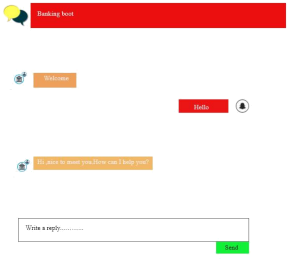 Banking boot
Welcome
Hello
Hi, nice to meet you.How can I help you?
Write a reply............
Send